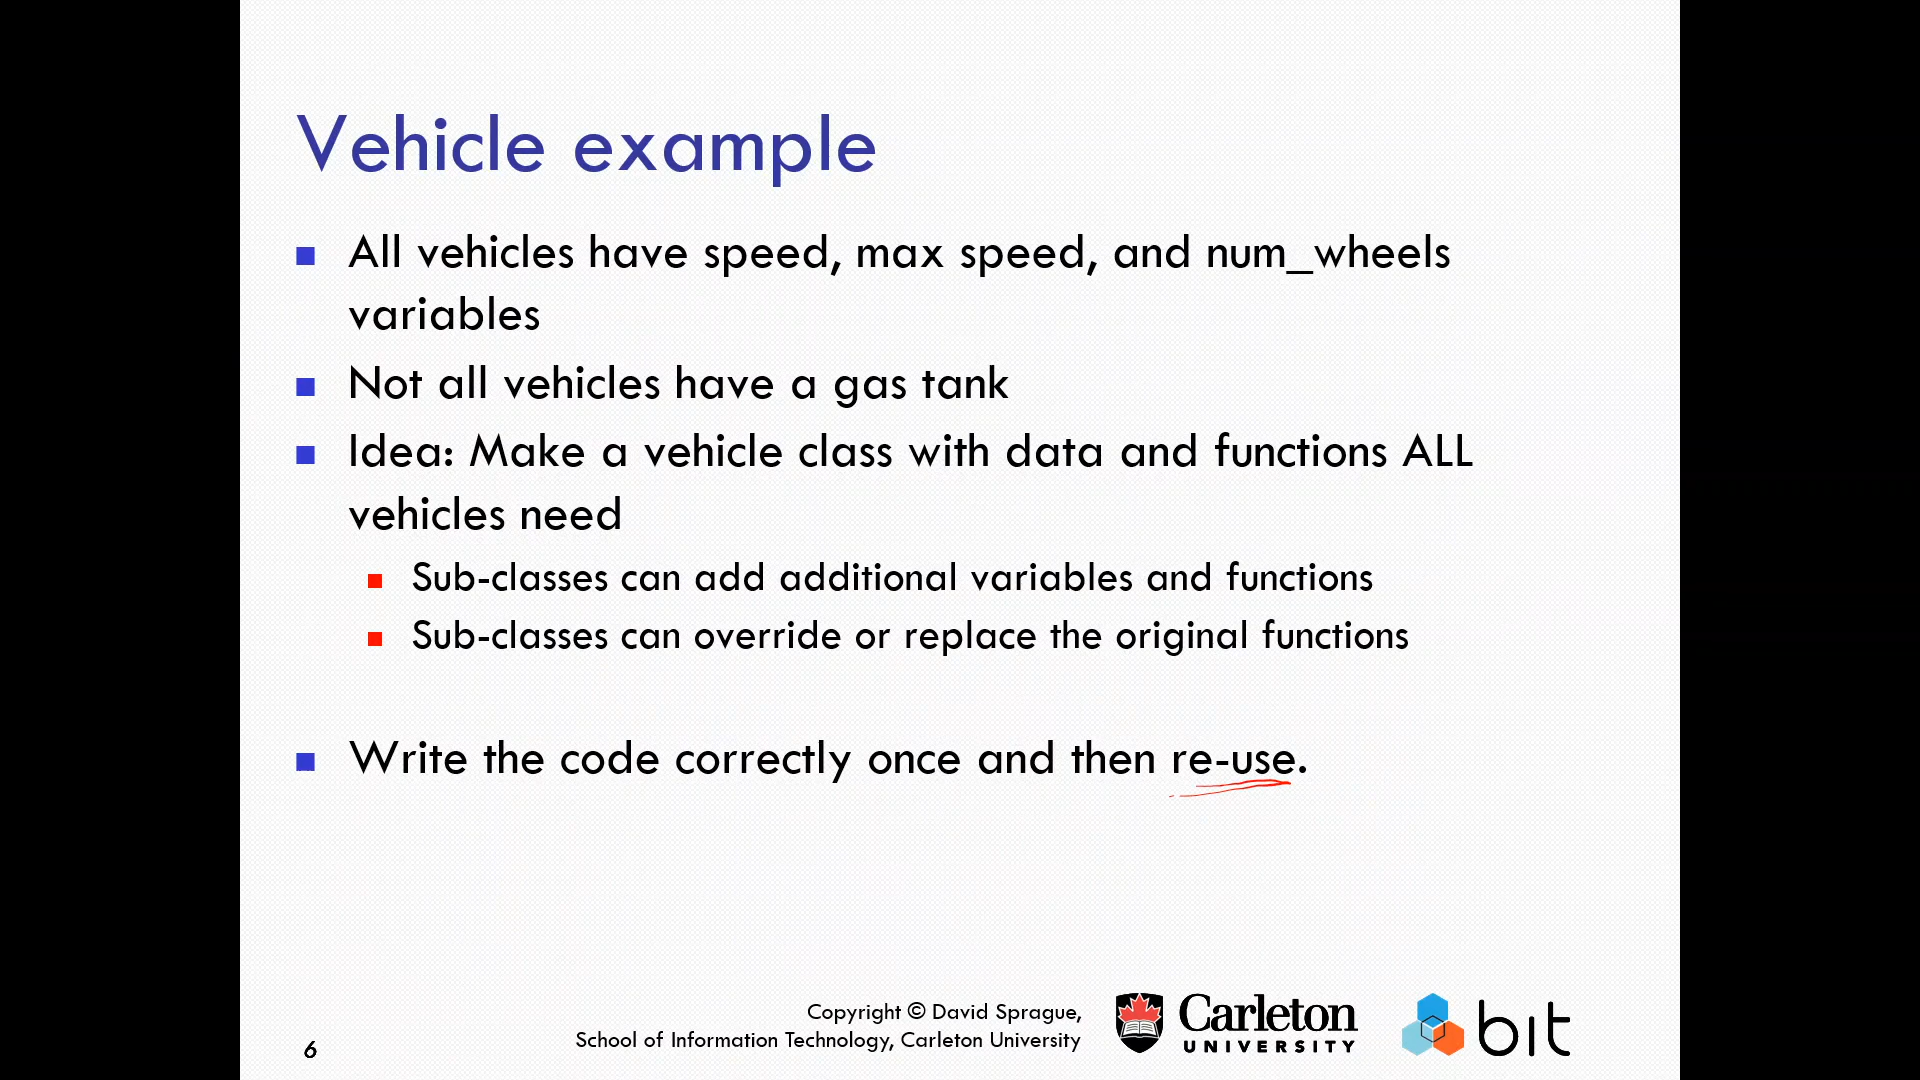 Vehicle example
All vehicles have speed, max speed, and num_wheels
variables
Not all vehicles have a gas tank
Idea: Make a vehicle class with data and functions ALL
vehicles need
Sub-classes can add additional variables and functions
Sub-classes can override or replace the original functions
Write the code correctly once and then re-use.
6
Copyright © David Sprague,
School of Information Technology, Carleton University
Carleton
UNIVERSITY
bit